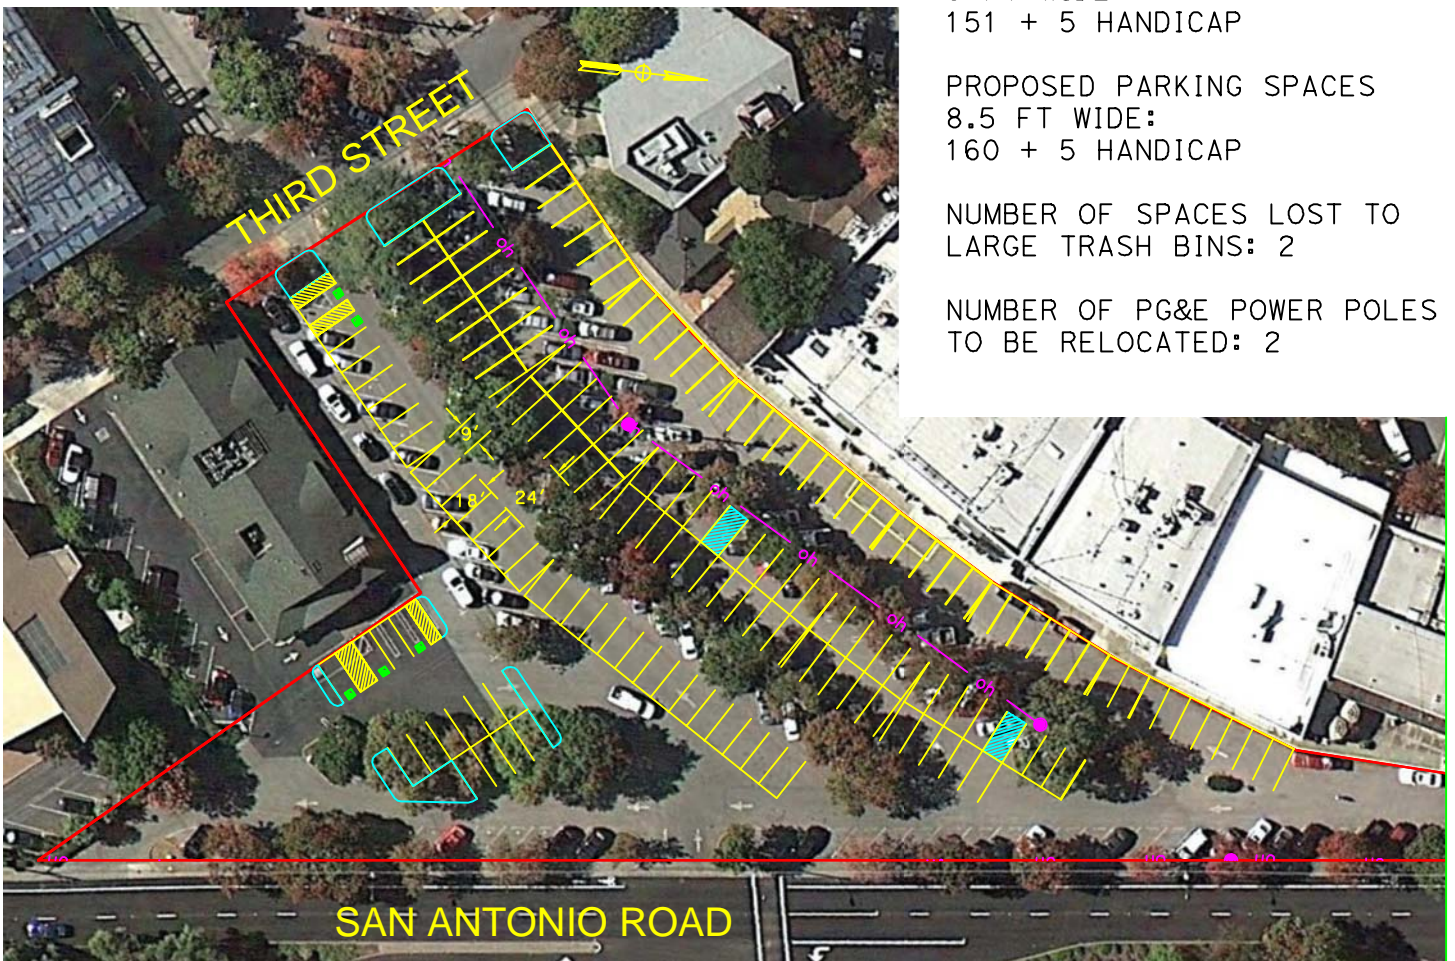 151 + 5 HANDICAP
PROPOSED PARKING SPACES
8.5 FT WIDE:
160 + 5 HANDICAP
NUMBER OF SPACES LOST TO
LARGE TRASH BINS: 2
NUMBER OF PG&E POWER POLES
TO BE RELOCATED: 2
THIRD STREET
oh
oh
9'
18' 24'
oh
oh
oh
oh
SAN ANTONIO ROAD